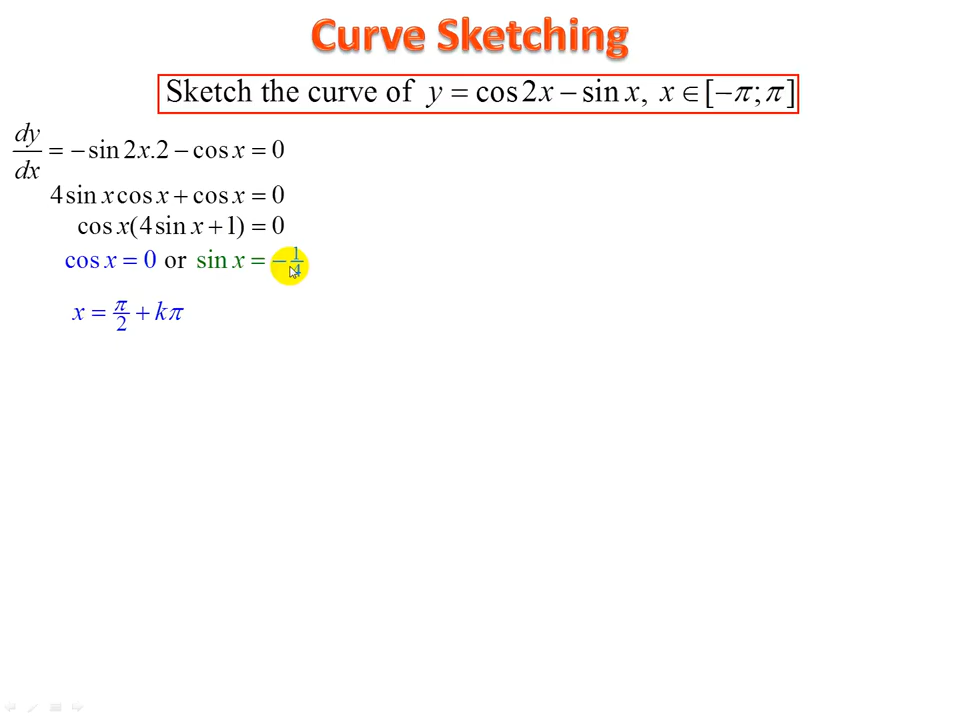 Curve Sketching
Sketch the curve of y = cos 2x − sin x, x ∈ [−π; π]
dy/dx = − sin 2x.2 − cos x = 0
4 sin x cos x + cos x = 0
cos x(4 sin x + 1) = 0
cos x = 0 or sin x = −1/4
x = π/2 + kπ